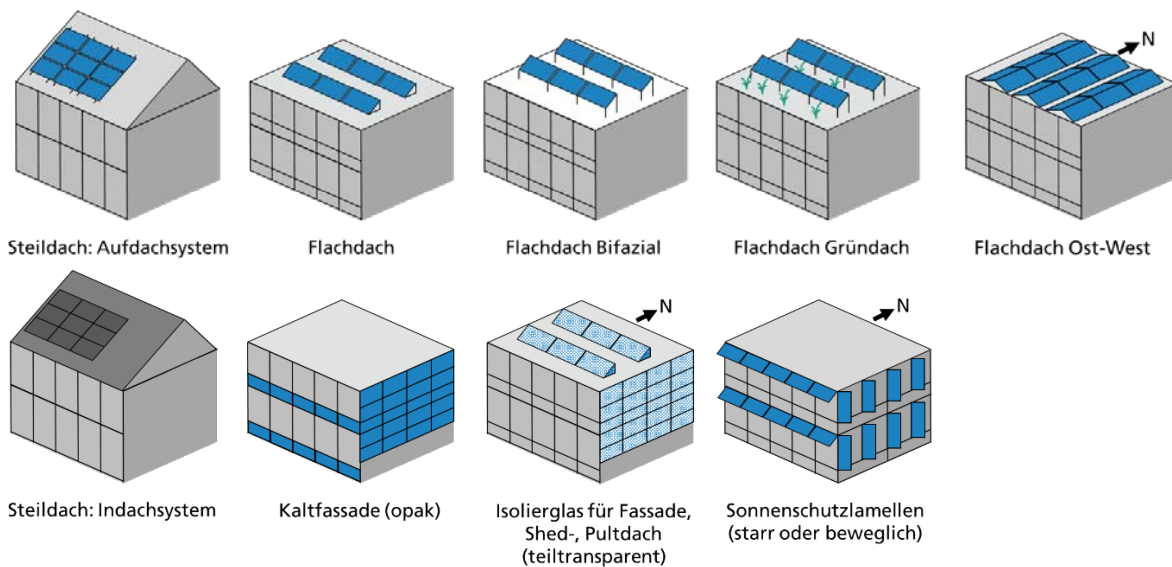 N
Steildach: Aufdachsystem
Flachdach
Flachdach Bifazial
Flachdach Gründach
Flachdach Ost-West
N
N
Steildach: Indachsystem
Kaltfassade (opak)
Isolierglas für Fassade,
Shed-, Pultdach
(teiltransparent)
Sonnenschutzlamellen
(starr oder beweglich)